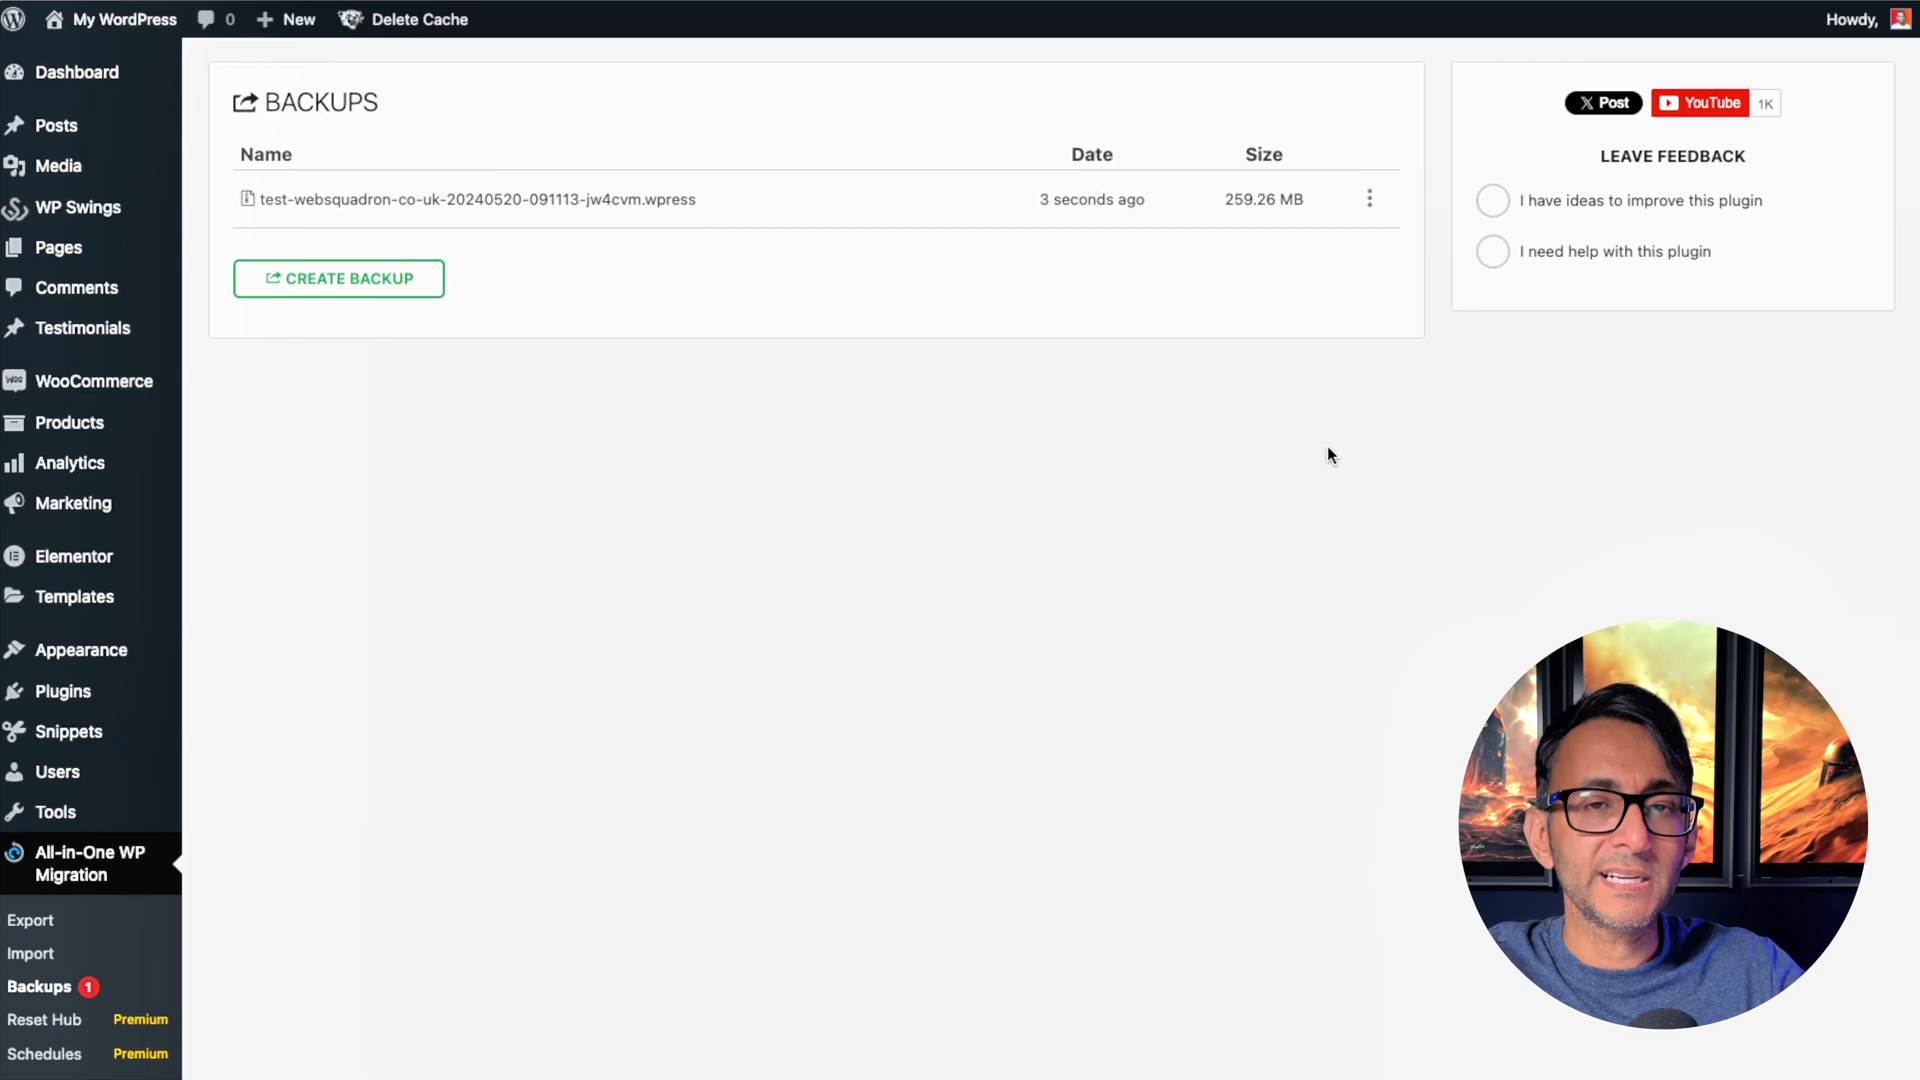 My WordPress
0
New
Delete Cache
Howdy,
Dashboard
Posts
Media
WP Swings
Pages
Comments
Testimonials
WooCommerce
Products
Analytics
Marketing
Elementor
Templates
Appearance
Plugins
Snippets
Users
Tools
All-in-One WP
Migration
Export
Import
Backups 1
Reset Hub Premium
Schedules Premium
BACKUPS
Name Date Size
test-websquadron-co-uk-20240520-091113-jw4cvm.wpress 3 seconds ago 259.26 MB
CREATE BACKUP
X Post YouTube 1K
LEAVE FEEDBACK
I have ideas to improve this plugin
I need help with this plugin